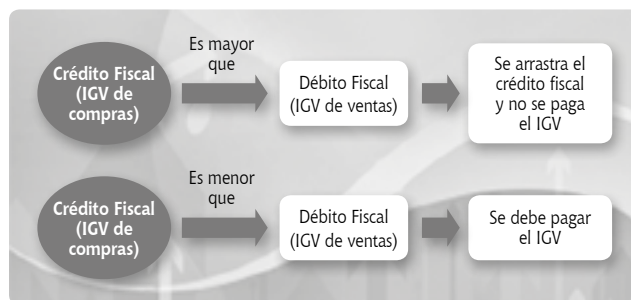 Crédito Fiscal
(IGV de
compras)
Es mayor
que
Débito Fiscal
(IGV de ventas)
Se arrastra el
crédito fiscal
y no se paga
el IGV
Crédito Fiscal
(IGV de
compras)
Es menor
que
Débito Fiscal
(IGV de ventas)
Se debe pagar
el IGV